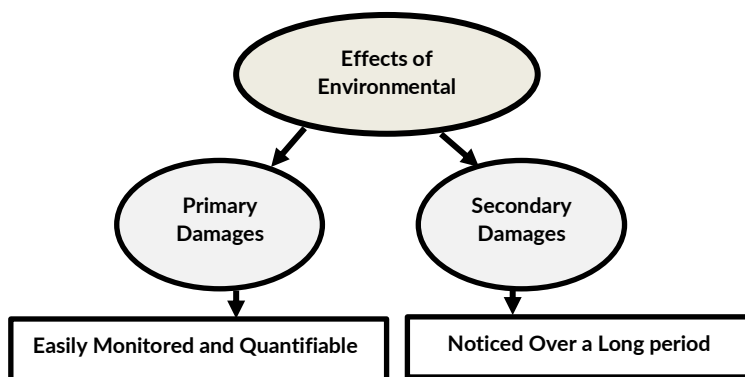 Effects of
Environmental
Primary
Damages
Secondary
Damages
Easily Monitored and Quantifiable
Noticed Over a Long period